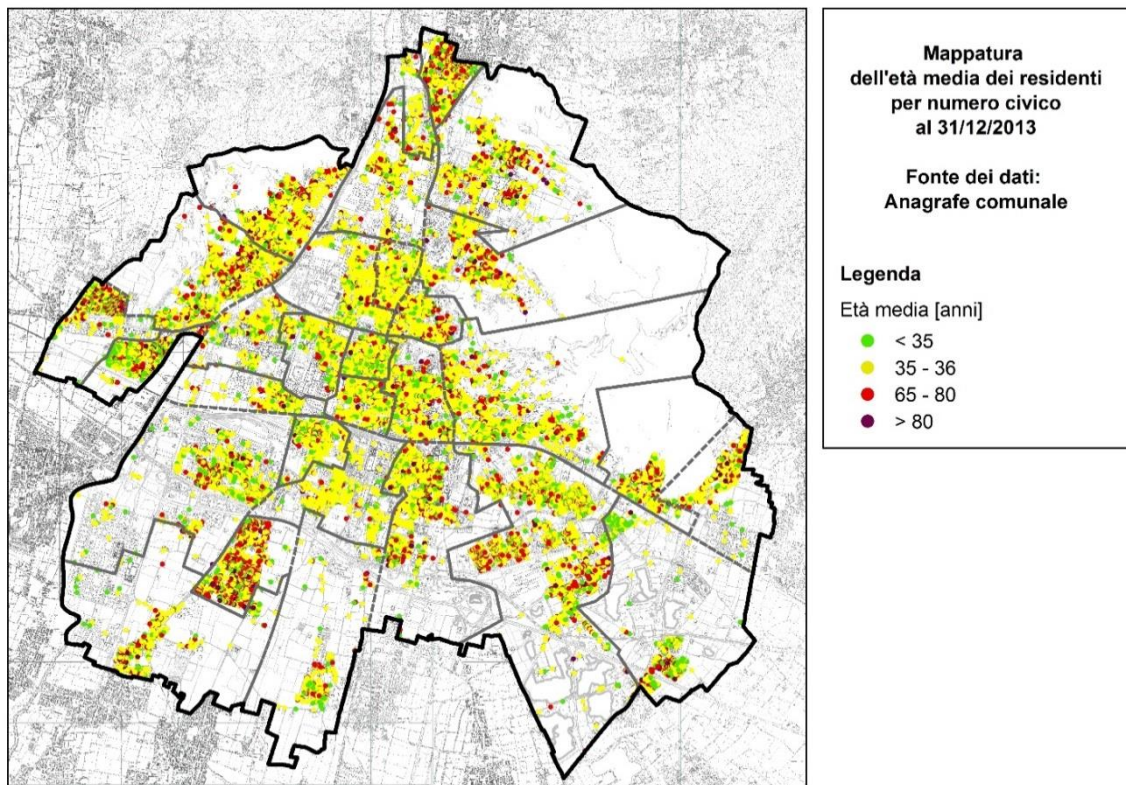 Mappatura
dell'età media dei residenti
per numero civico
al 31/12/2013
Fonte dei dati:
Anagrafe comunale
Legenda
Età media [anni]
< 35
35 - 36
65 - 80
> 80